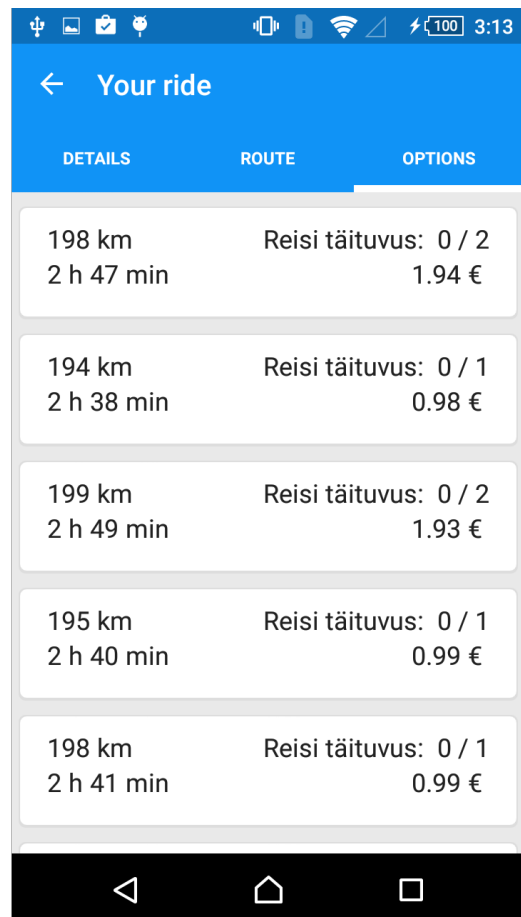 100 3:13
Your ride
DETAILS ROUTE OPTIONS
198 km Reisi täituvus: 0 / 2
2 h 47 min 1.94 €
194 km Reisi täituvus: 0 / 1
2 h 38 min 0.98 €
199 km Reisi täituvus: 0 / 2
2 h 49 min 1.93 €
195 km Reisi täituvus: 0 / 1
2 h 40 min 0.99 €
198 km Reisi täituvus: 0 / 1
2 h 41 min 0.99 €